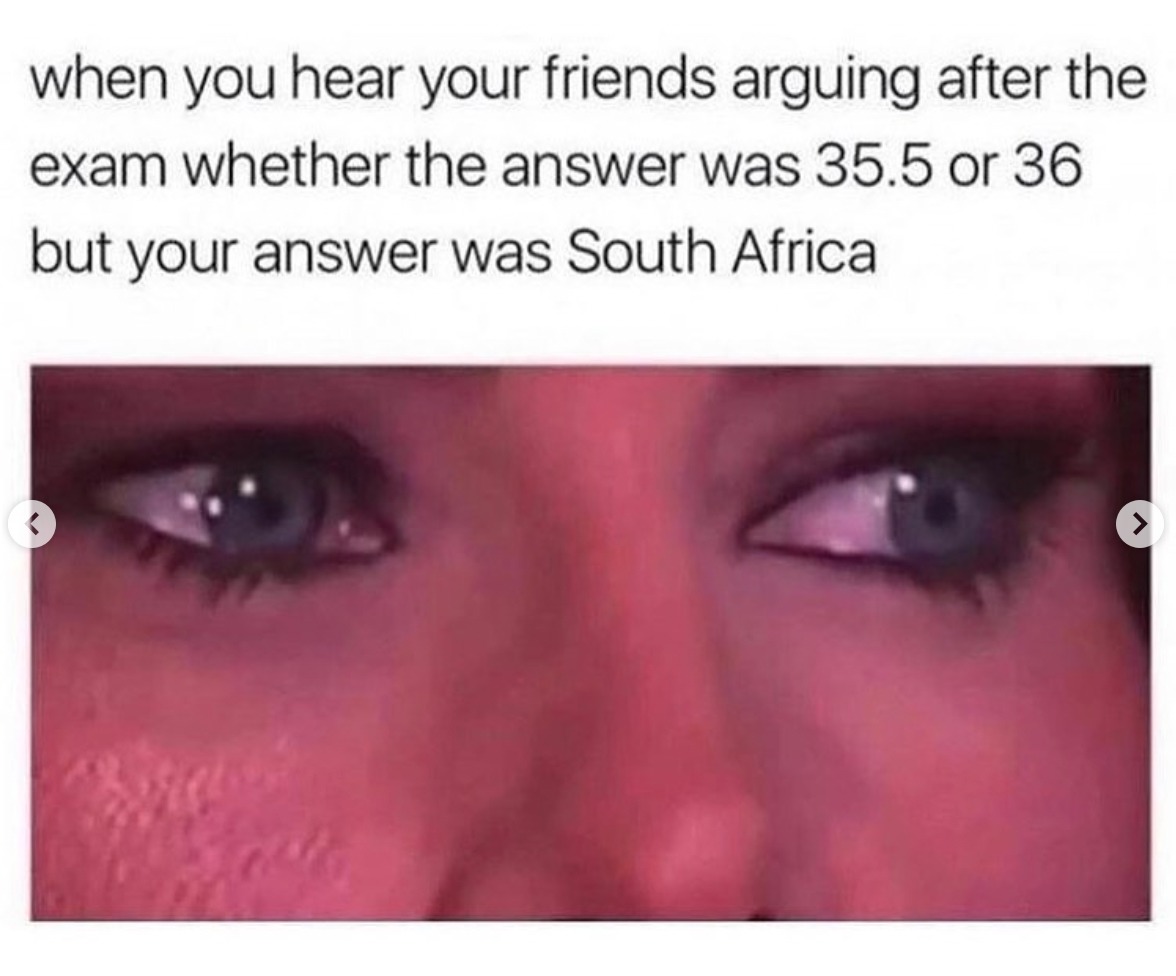 when you hear your friends arguing after the
exam whether the answer was 35.5 or 36
but your answer was South Africa